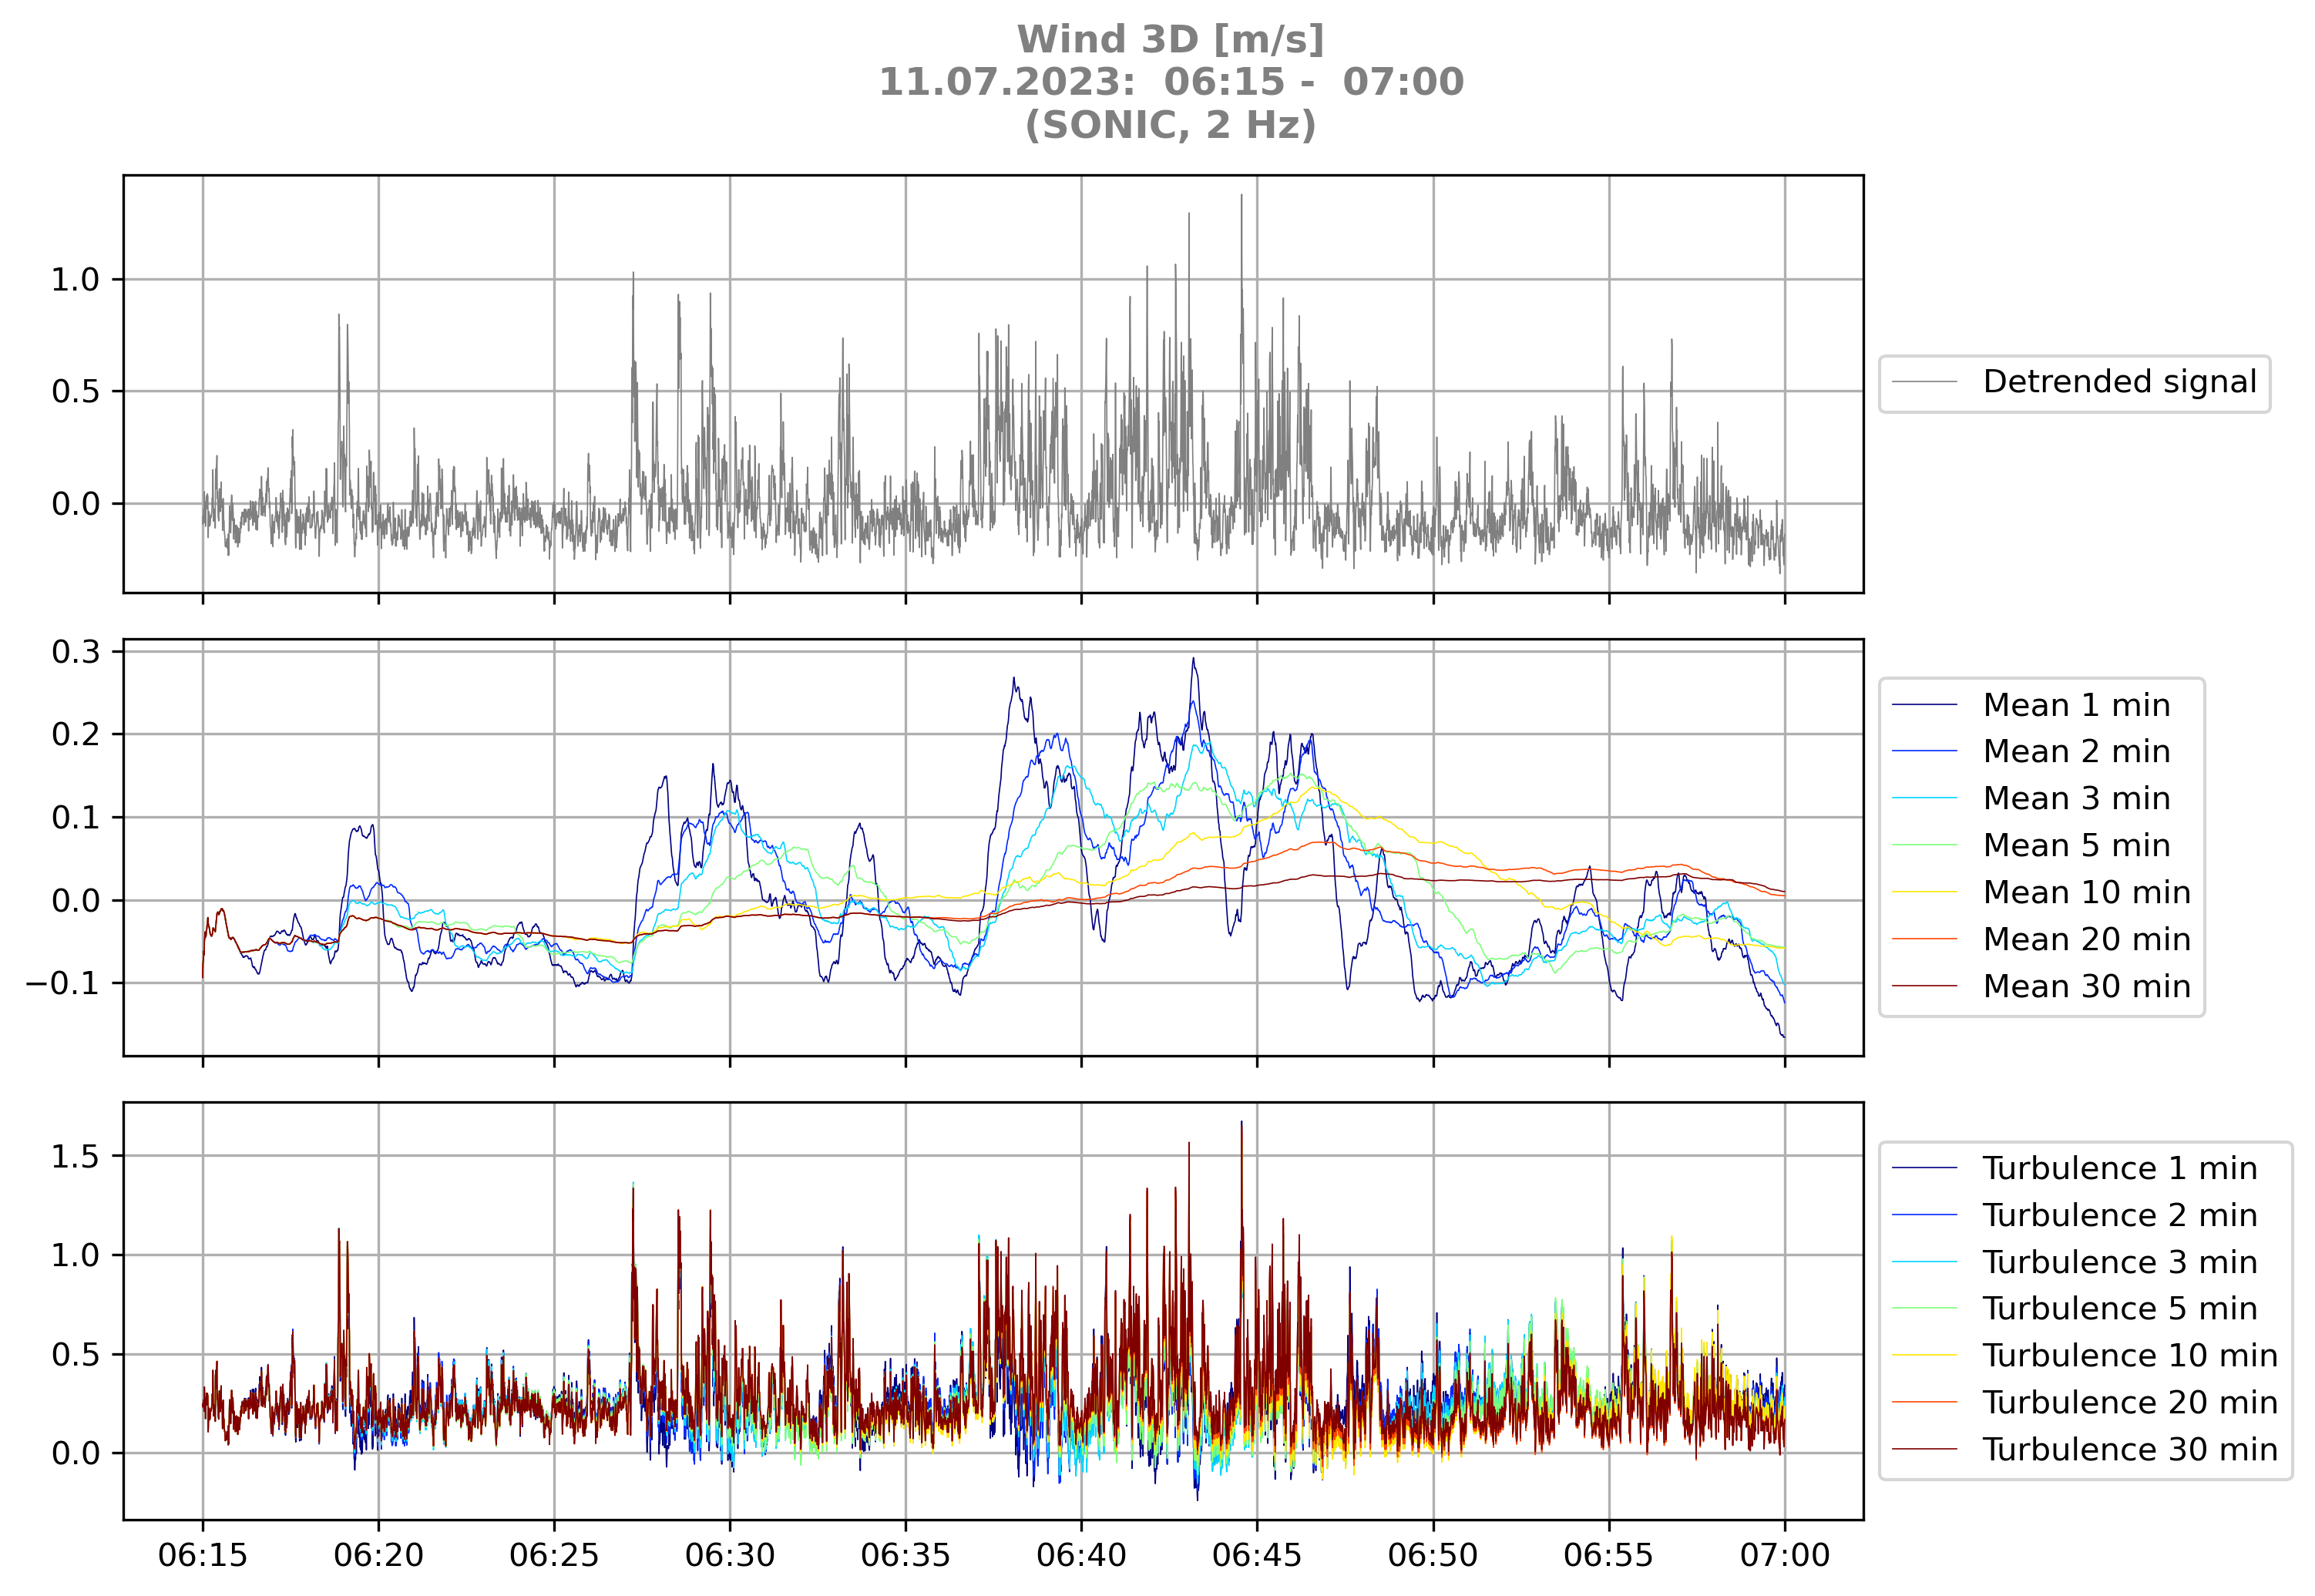 Wind 3D [m/s]
11.07.2023:  06:15 -  07:00
(SONIC, 2 Hz)
1.0
0.5
0.0
Detrended signal
0.3
0.2
0.1
0.0
−0.1
Mean 1 min
Mean 2 min
Mean 3 min
Mean 5 min
Mean 10 min
Mean 20 min
Mean 30 min
1.5
1.0
0.5
0.0
Turbulence 1 min
Turbulence 2 min
Turbulence 3 min
Turbulence 5 min
Turbulence 10 min
Turbulence 20 min
Turbulence 30 min
06:15 06:20 06:25 06:30 06:35 06:40 06:45 06:50 06:55 07:00